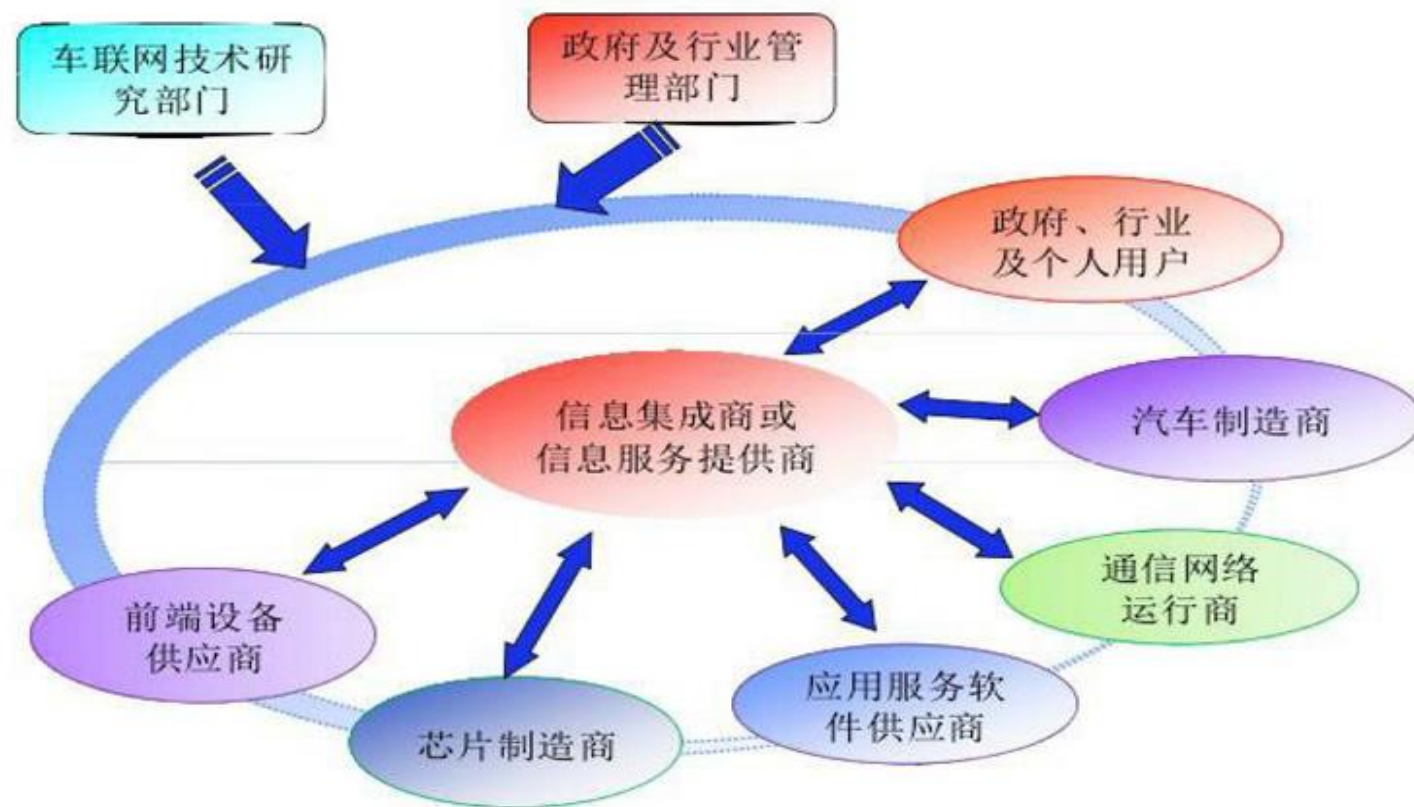 车联网技术研
究部门
政府及行业管
理部门
政府、行业
及个人用户
信息集成商或
信息服务提供商
汽车制造商
通信网络
运行商
前端设备
供应商
应用服务软
件供应商
芯片制造商